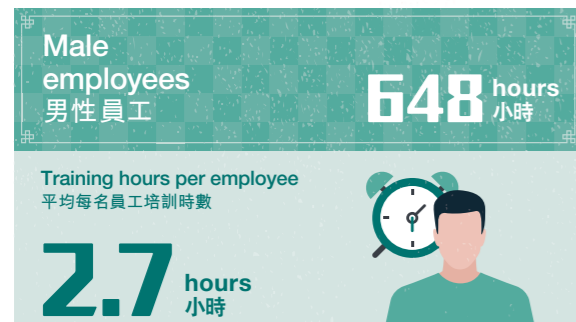 Male
employees
男性員工
648 hours
小時
Training hours per employee
平均每名員工培訓時數
2.7 hours
小時